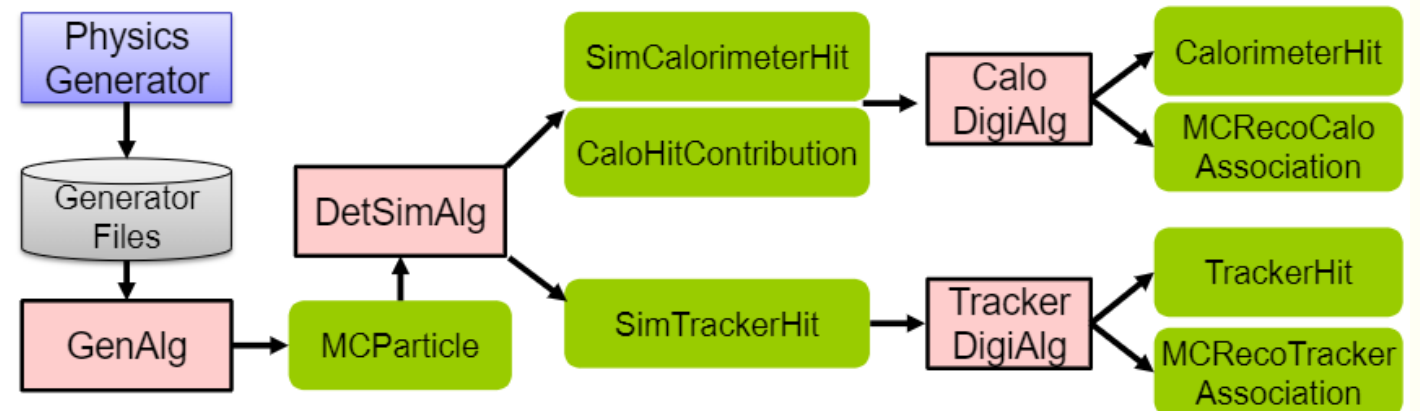 Physics
Generator
Generator
Files
GenAlg
MCParticle
DetSimAlg
SimCalorimeterHit
CaloHitContribution
SimTrackerHit
Calo
DigiAlg
Tracker
DigiAlg
CalorimeterHit
MCRecoCalo
Association
TrackerHit
MCRecoTracker
Association